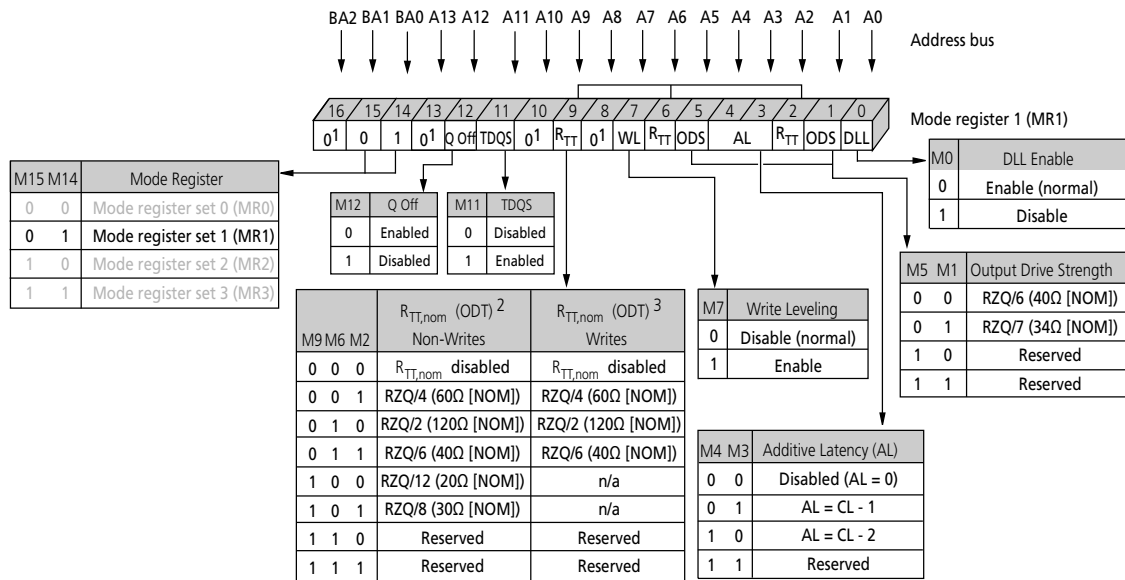 BA2 BA1 BA0 A13 A12 A11 A10 A9 A8 A7 A6 A5 A4 A3 A2 A1 A0
Address bus
16 15 14 13 12 11 10 9 8 7 6 5 4 3 2 1 0
0¹ 0 1 0¹ Q Off TDQS 0¹ RTT 0¹ WL RTT ODS AL RTT ODS DLL
Mode register 1 (MR1)
M15 M14 Mode Register
0 0 Mode register set 0 (MR0)
0 1 Mode register set 1 (MR1)
1 0 Mode register set 2 (MR2)
1 1 Mode register set 3 (MR3)
M12 Q Off
0 Enabled
1 Disabled
M11 TDQS
0 Disabled
1 Enabled
M0 DLL Enable
0 Enable (normal)
1 Disable
M5 M1 Output Drive Strength
0 0 RZQ/6 (40Ω [NOM])
0 1 RZQ/7 (34Ω [NOM])
1 0 Reserved
1 1 Reserved
M9 M6 M2 RTT,nom (ODT) ² Non-Writes RTT,nom (ODT) ³ Writes
0 0 0 RTT,nom disabled RTT,nom disabled
0 0 1 RZQ/4 (60Ω [NOM]) RZQ/4 (60Ω [NOM])
0 1 0 RZQ/2 (120Ω [NOM]) RZQ/2 (120Ω [NOM])
0 1 1 RZQ/6 (40Ω [NOM]) RZQ/6 (40Ω [NOM])
1 0 0 RZQ/12 (20Ω [NOM]) n/a
1 0 1 RZQ/8 (30Ω [NOM]) n/a
1 1 0 Reserved Reserved
1 1 1 Reserved Reserved
M7 Write Leveling
0 Disable (normal)
1 Enable
M4 M3 Additive Latency (AL)
0 0 Disabled (AL = 0)
0 1 AL = CL - 1
1 0 AL = CL - 2
1 1 Reserved